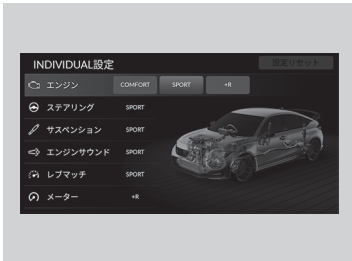 INDIVIDUAL設定 設定リセット
エンジン COMFORT SPORT +R
ステアリング SPORT
サスペンション SPORT
エンジンサウンド SPORT
レブマッチ SPORT
メーター +R